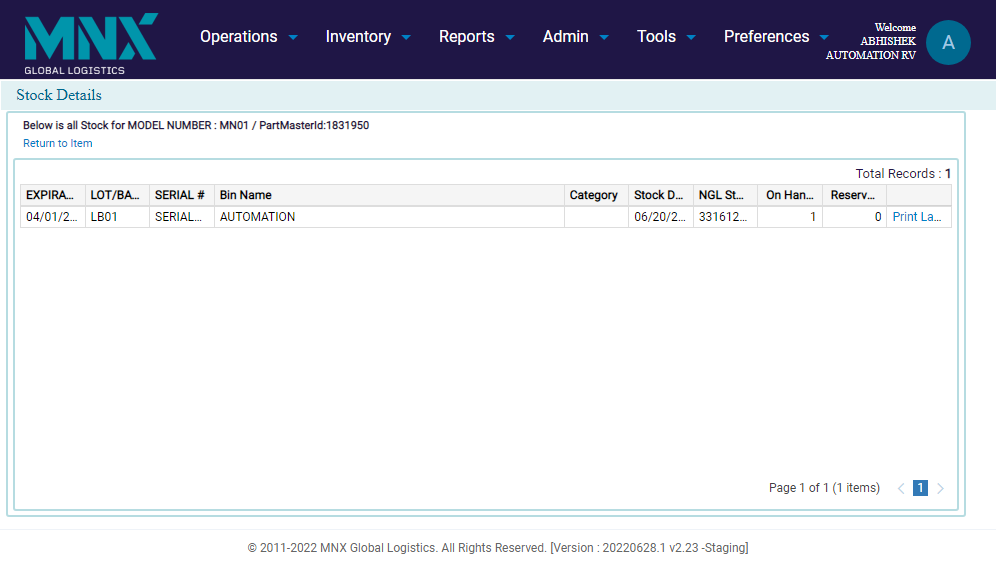 MNX
GLOBAL LOGISTICS
Operations Inventory Reports Admin Tools Preferences
Welcome
ABHISHEK
AUTOMATION RV
A
Stock Details
Below is all Stock for MODEL NUMBER : MN01 / PartMasterId:1831950
Return to Item
Total Records : 1
EXPIRA... LOT/BA... SERIAL # Bin Name Category Stock D... NGL St... On Han... Reserv...
04/01/2... LB01 SERIAL... AUTOMATION 06/20/2... 331612... 1 0 Print La...
Page 1 of 1 (1 items) 1
© 2011-2022 MNX Global Logistics. All Rights Reserved. [Version : 20220628.1 v2.23 -Staging]